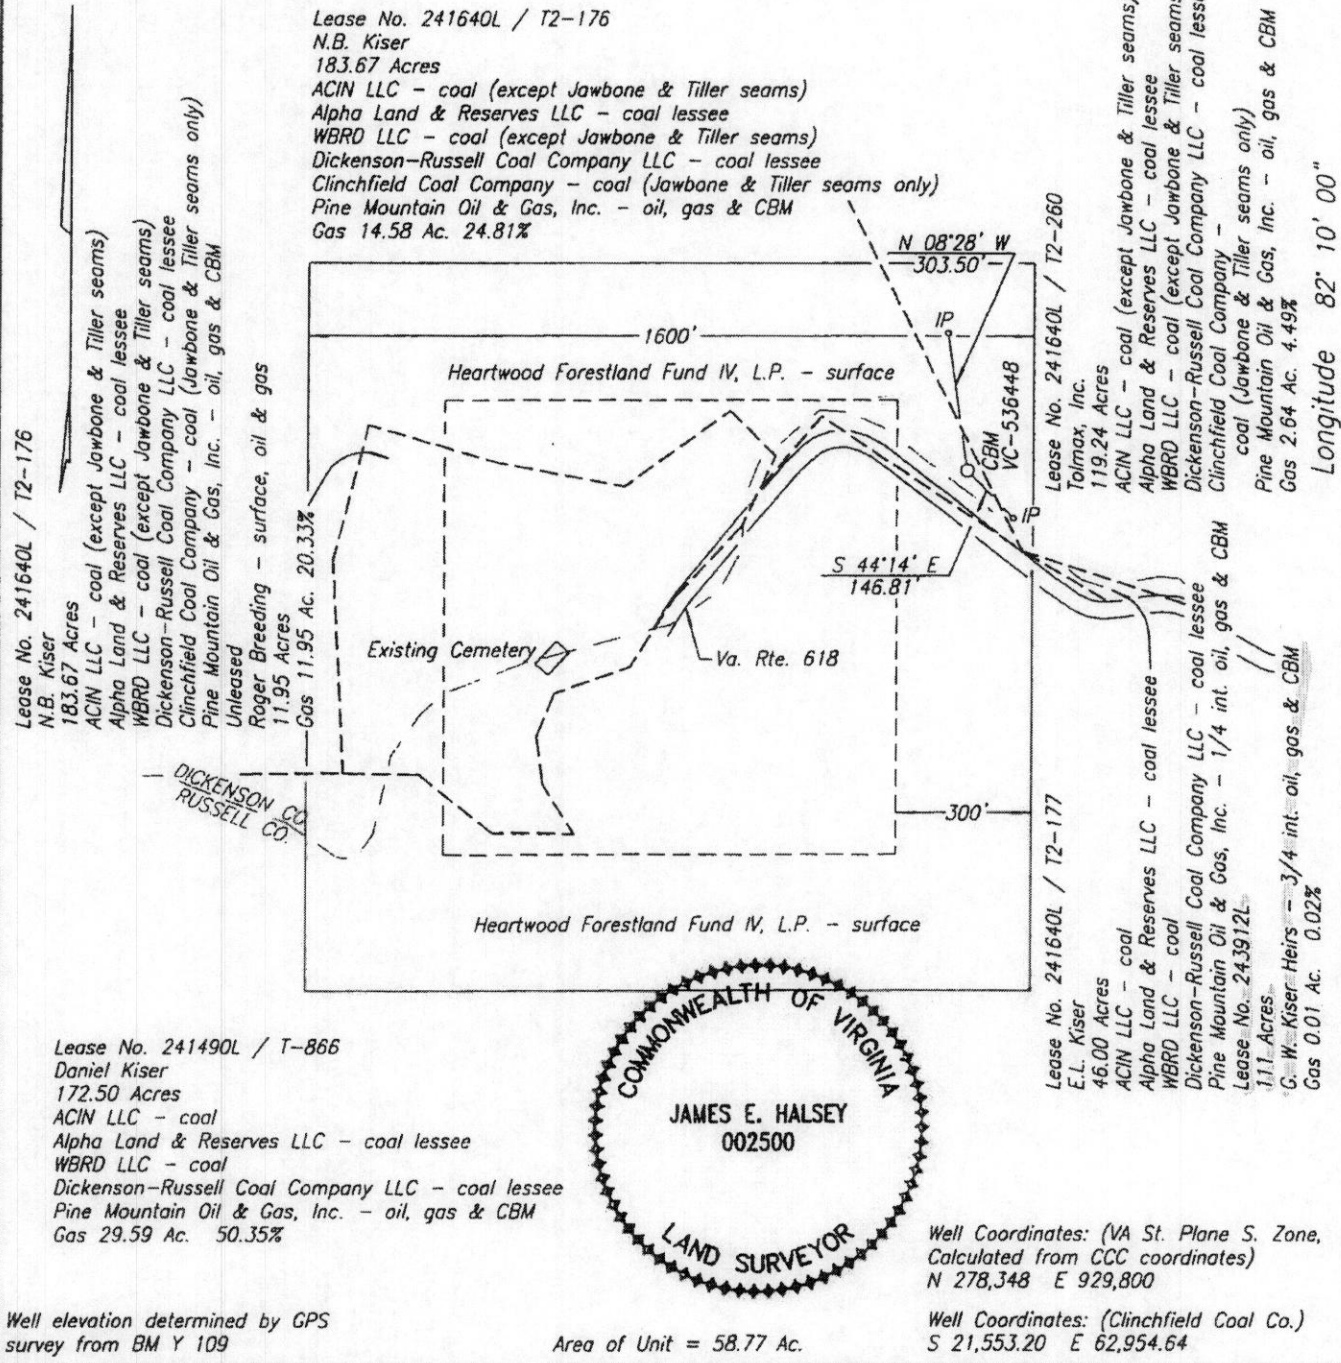 Lease No. 241640L / T2-176
N.B. Kiser
183.67 Acres
ACIN LLC - coal (except Jawbone & Tiller seams)
Alpha Land & Reserves LLC - coal lessee
WBRD LLC - coal (except Jawbone & Tiller seams)
Dickenson-Russell Coal Company LLC - coal lessee
Clinchfield Coal Company - coal (Jawbone & Tiller seams only)
Pine Mountain Oil & Gas, Inc. - oil, gas & CBM
Gas 14.58 Ac. 24.81%
Lease No. 241640L / T2-176
N.B. Kiser
183.67 Acres
ACIN LLC - coal (except Jawbone & Tiller seams)
Alpha Land & Reserves LLC - coal lessee
WBRD LLC - coal (except Jawbone & Tiller seams)
Dickenson-Russell Coal Company LLC - coal lessee
Clinchfield Coal Company - coal (Jawbone & Tiller seams only)
Pine Mountain Oil & Gas, Inc. - oil, gas & CBM
Unleased
Roger Breeding - surface, oil & gas
11.95 Acres
Gas 11.95 Ac. 20.33%
Lease No. 241640L / T2-260
Tolmax, Inc.
119.24 Acres
ACIN LLC - coal (except Jawbone & Tiller seams)
Alpha Land & Reserves LLC - coal lessee
WBRD LLC - coal (except Jawbone & Tiller seams
Dickenson-Russell Coal Company LLC - coal lesse
Clinchfield Coal Company -
coal (Jawbone & Tiller seams only)
Pine Mountain Oil & Gas, Inc. - oil, gas & CBM
Gas 2.64 Ac. 4.49%
Longitude 82° 10' 00"
N 08°28' W
303.50'
1600'
IP
Heartwood Forestland Fund IV, L.P. - surface
CBM
VC-536448
IP
S 44°14' E
146.81'
Existing Cemetery
Va. Rte. 618
DICKENSON CO.
RUSSELL CO.
300'
Heartwood Forestland Fund IV, L.P. - surface
Lease No. 241640L / T2-177
E.L. Kiser
46.00 Acres
ACIN LLC - coal
Alpha Land & Reserves LLC - coal lessee
WBRD LLC - coal
Dickenson-Russell Coal Company LLC - coal lessee
Pine Mountain Oil & Gas, Inc. - 1/4 int. oil, gas & CBM
Lease No. 243912L
111 Acres
G.W. Kiser Heirs - 3/4 int. oil, gas & CBM
Gas 0.01 Ac. 0.02%
COMMONWEALTH OF VIRGINIA
JAMES E. HALSEY
002500
LAND SURVEYOR
Lease No. 241490L / T-866
Daniel Kiser
172.50 Acres
ACIN LLC - coal
Alpha Land & Reserves LLC - coal lessee
WBRD LLC - coal
Dickenson-Russell Coal Company LLC - coal lessee
Pine Mountain Oil & Gas, Inc. - oil, gas & CBM
Gas 29.59 Ac. 50.35%
Well Coordinates: (VA St. Plane S. Zone,
Calculated from CCC coordinates)
N 278,348 E 929,800
Well Coordinates: (Clinchfield Coal Co.)
S 21,553.20 E 62,954.64
Well elevation determined by GPS
survey from BM Y 109
Area of Unit = 58.77 Ac.